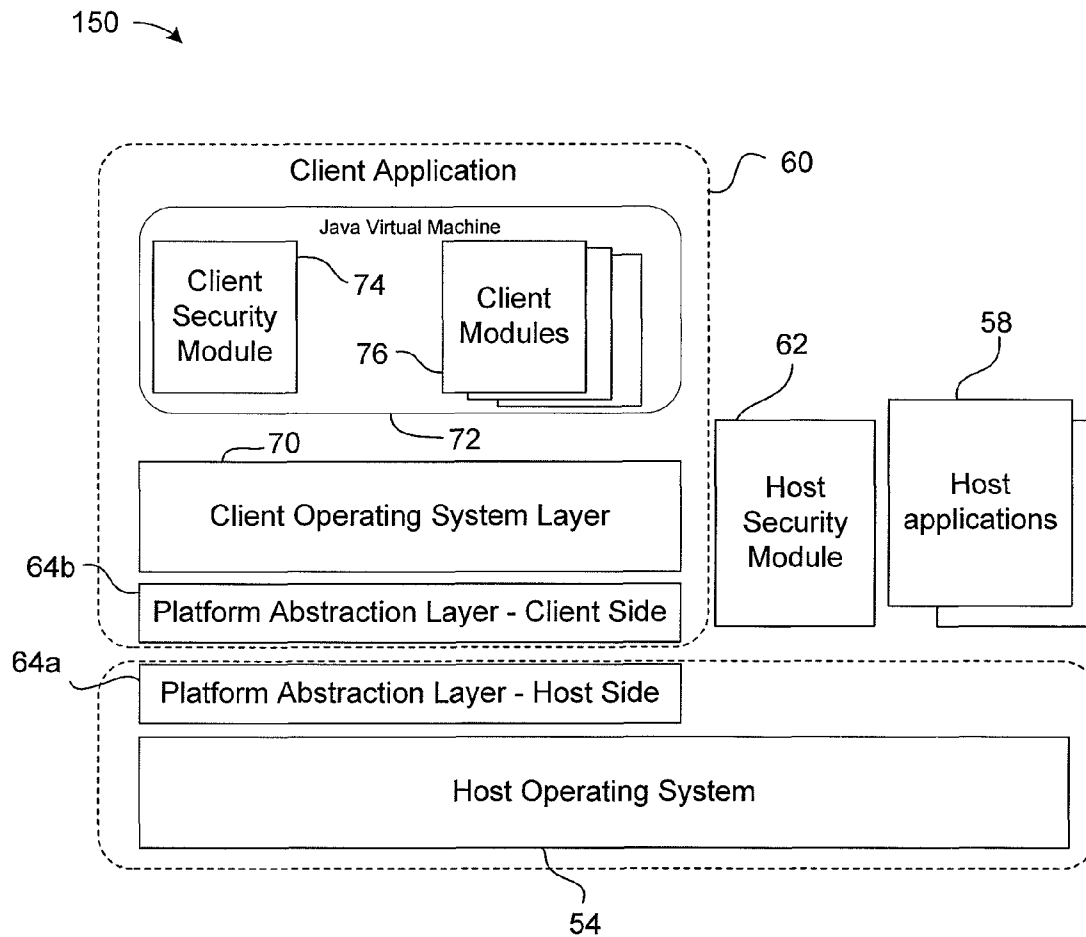 150
Client Application
60
Java Virtual Machine
Client
Security
Module
74
Client
Modules
76
72
58
62
70
Client Operating System Layer
Host
Security
Module
Host
applications
64b
Platform Abstraction Layer - Client Side
64a
Platform Abstraction Layer - Host Side
Host Operating System
54